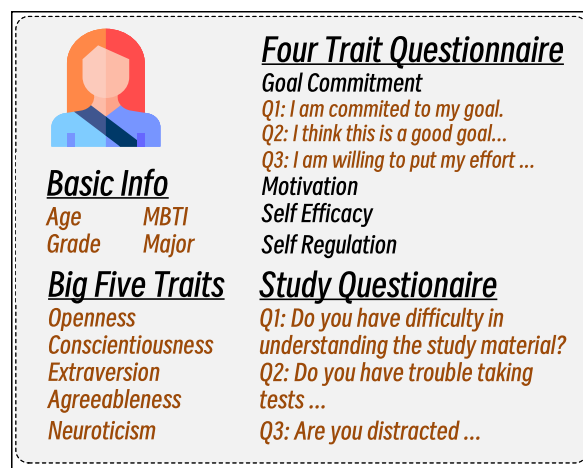 Four Trait Questionnaire
Goal Commitment
Q1: I am commited to my goal.
Q2: I think this is a good goal...
Q3: I am willing to put my effort ...
Motivation
Self Efficacy
Self Regulation
Basic Info
Age MBTI
Grade Major
Big Five Traits
Openness
Conscientiousness
Extraversion
Agreeableness
Neuroticism
Study Questionaire
Q1: Do you have difficulty in
understanding the study material?
Q2: Do you have trouble taking
tests ...
Q3: Are you distracted ...